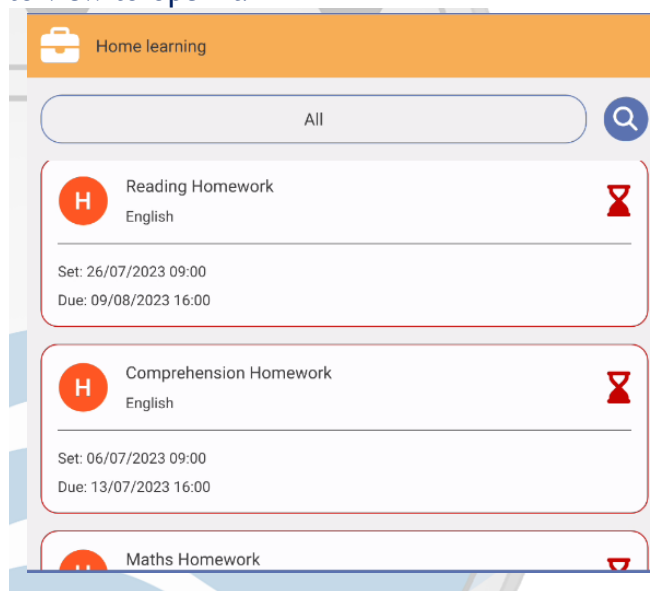 Home learning
All
H
Reading Homework
English
Set: 26/07/2023 09:00
Due: 09/08/2023 16:00
H
Comprehension Homework
English
Set: 06/07/2023 09:00
Due: 13/07/2023 16:00
Maths Homework